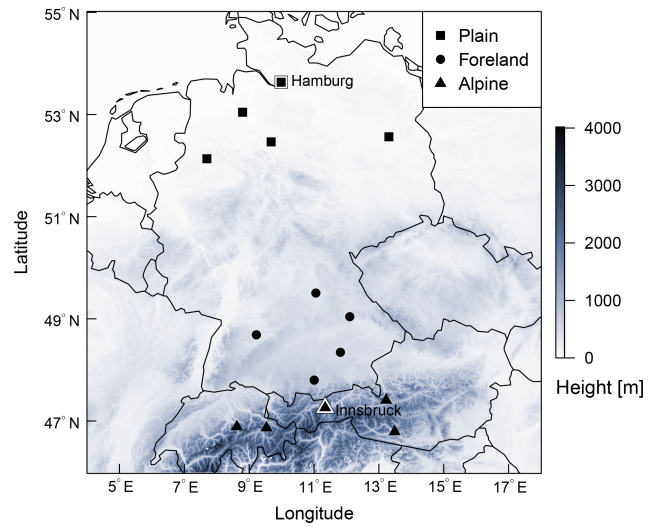 55° N
53° N
51° N
49° N
47° N
Latitude
Plain
Foreland
Alpine
Hamburg
Innsbruck
4000
3000
2000
1000
0
Height [m]
5° E
7° E
9° E
11° E
13° E
15° E
17° E
Longitude